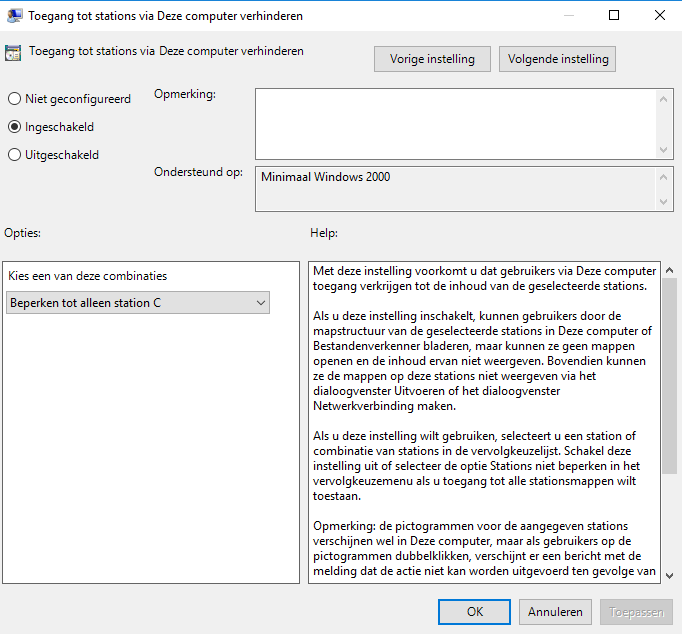 Toegang tot stations via Deze computer verhinderen
Toegang tot stations via Deze computer verhinderen
Vorige instelling
Volgende instelling
Niet geconfigureerd
Ingeschakeld
Uitgeschakeld
Opmerking:
Ondersteund op:
Minimaal Windows 2000
Opties:
Help:
Kies een van deze combinaties
Beperken tot alleen station C
Met deze instelling voorkomt u dat gebruikers via Deze computer
toegang verkrijgen tot de inhoud van de geselecteerde stations.
Als u deze instelling inschakelt, kunnen gebruikers door de
mapstructuur van de geselecteerde stations in Deze computer of
Bestandenverkenner bladeren, maar kunnen ze geen mappen
openen en de inhoud ervan niet weergeven. Bovendien kunnen
ze de mappen op deze stations niet weergeven via het
dialoogvenster Uitvoeren of het dialoogvenster
Netwerkverbinding maken.
Als u deze instelling wilt gebruiken, selecteert u een station of
combinatie van stations in de vervolgkeuzelijst. Schakel deze
instelling uit of selecteer de optie Stations niet beperken in het
vervolgkeuzemenu als u toegang tot alle stationsmappen wilt
toestaan.
Opmerking: de pictogrammen voor de aangegeven stations
verschijnen wel in Deze computer, maar als gebruikers op de
pictogrammen dubbelklikken, verschijnt er een bericht met de
melding dat de actie niet kan worden uitgevoerd ten gevolge van
OK
Annuleren
Toepassen